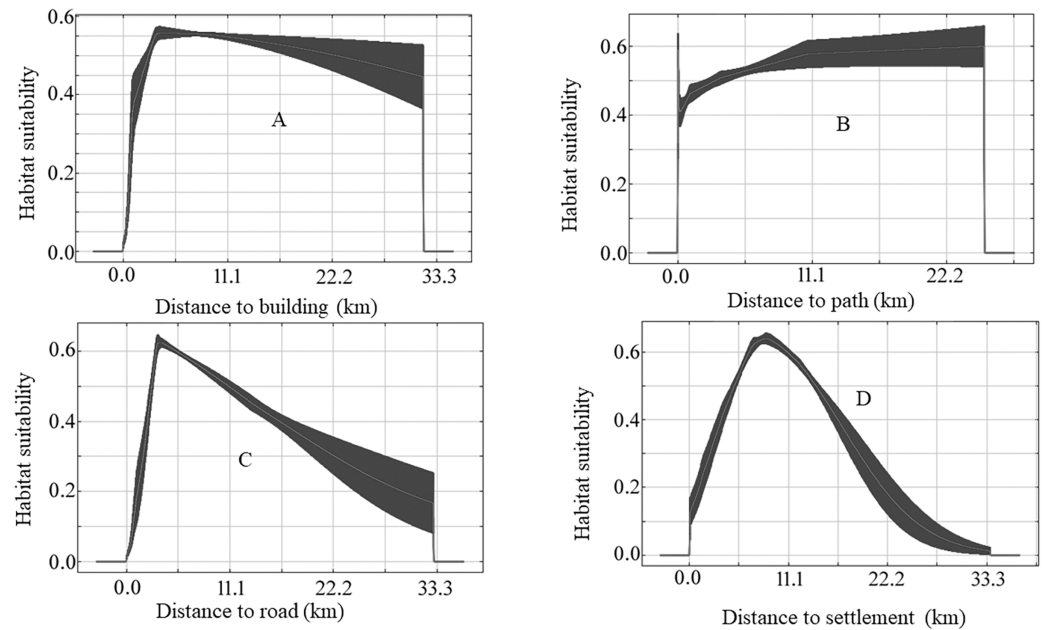 Habitat suitability
0.6
0.4
0.2
0.0
A
0.0 11.1 22.2 33.3
Distance to building (km)
Habitat suitability
0.6
0.4
0.2
0.0
B
0.0 11.1 22.2
Distance to path (km)
Habitat suitability
0.6
0.4
0.2
0.0
C
0.0 11.1 22.2 33.3
Distance to road (km)
Habitat suitability
0.6
0.4
0.2
0.0
D
0.0 11.1 22.2 33.3
Distance to settlement (km)